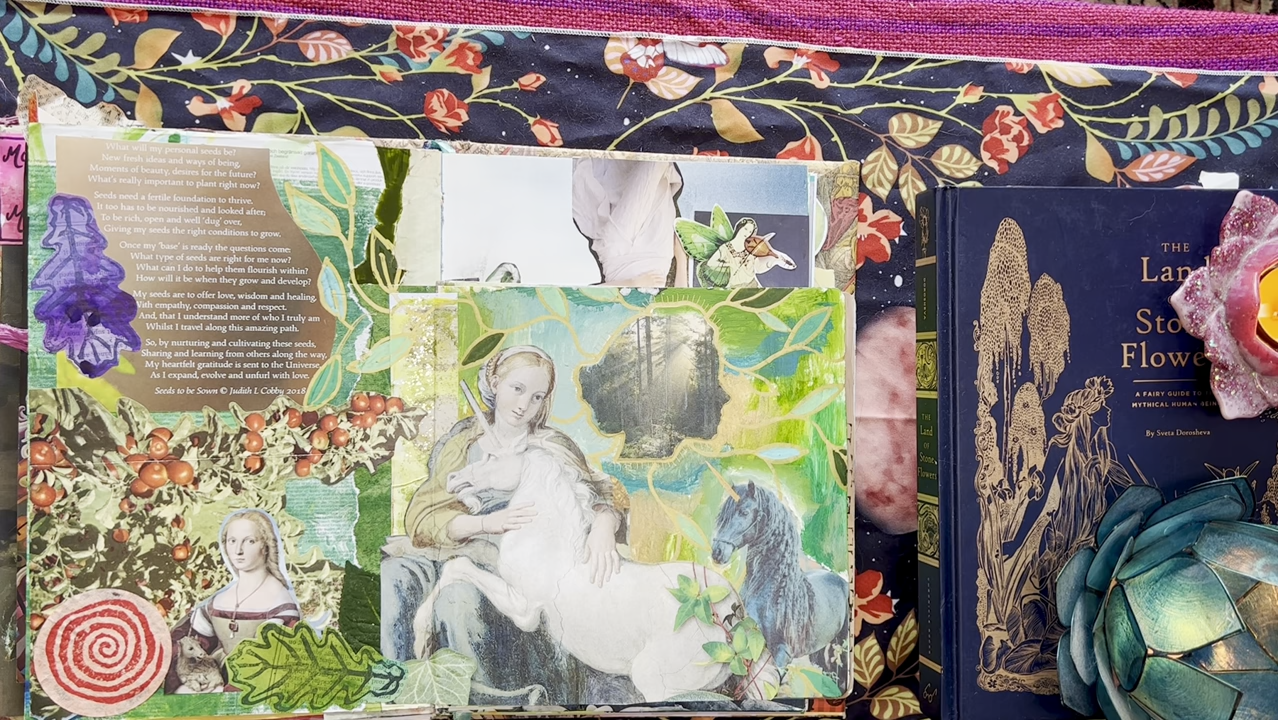 What will my personal seeds be?
New fresh ideas and ways of being,
Moments of beauty, desires for the future?
What's really important to plant right now?
Seeds need a fertile foundation to thrive,
It too has to be nourished and looked after;
To be rich, open and well 'dug' over,
Giving my seeds the right conditions to grow.
Once my 'base' is ready the questions come:
What type of seeds are right for me now?
What can I do to help them flourish within?
How will it be when they grow and develop?
My seeds are to offer love, wisdom and healing,
With empathy, compassion and respect.
And, that I understand more of who I truly am
Whilst I travel along this amazing path.
So, by nurturing and cultivating these seeds,
Sharing and learning from others along the way,
My heartfelt gratitude is sent to the Universe
As I expand, evolve and unfurl with love.
Seeds to be Sown © Judith L Cobby 2018
THE
Land
Sto
Flowe
A FAIRY GUIDE TO
MYTHICAL HUMAN BEIN
By Sveta Dorosheva
The
Land
of
Stone
Flowers